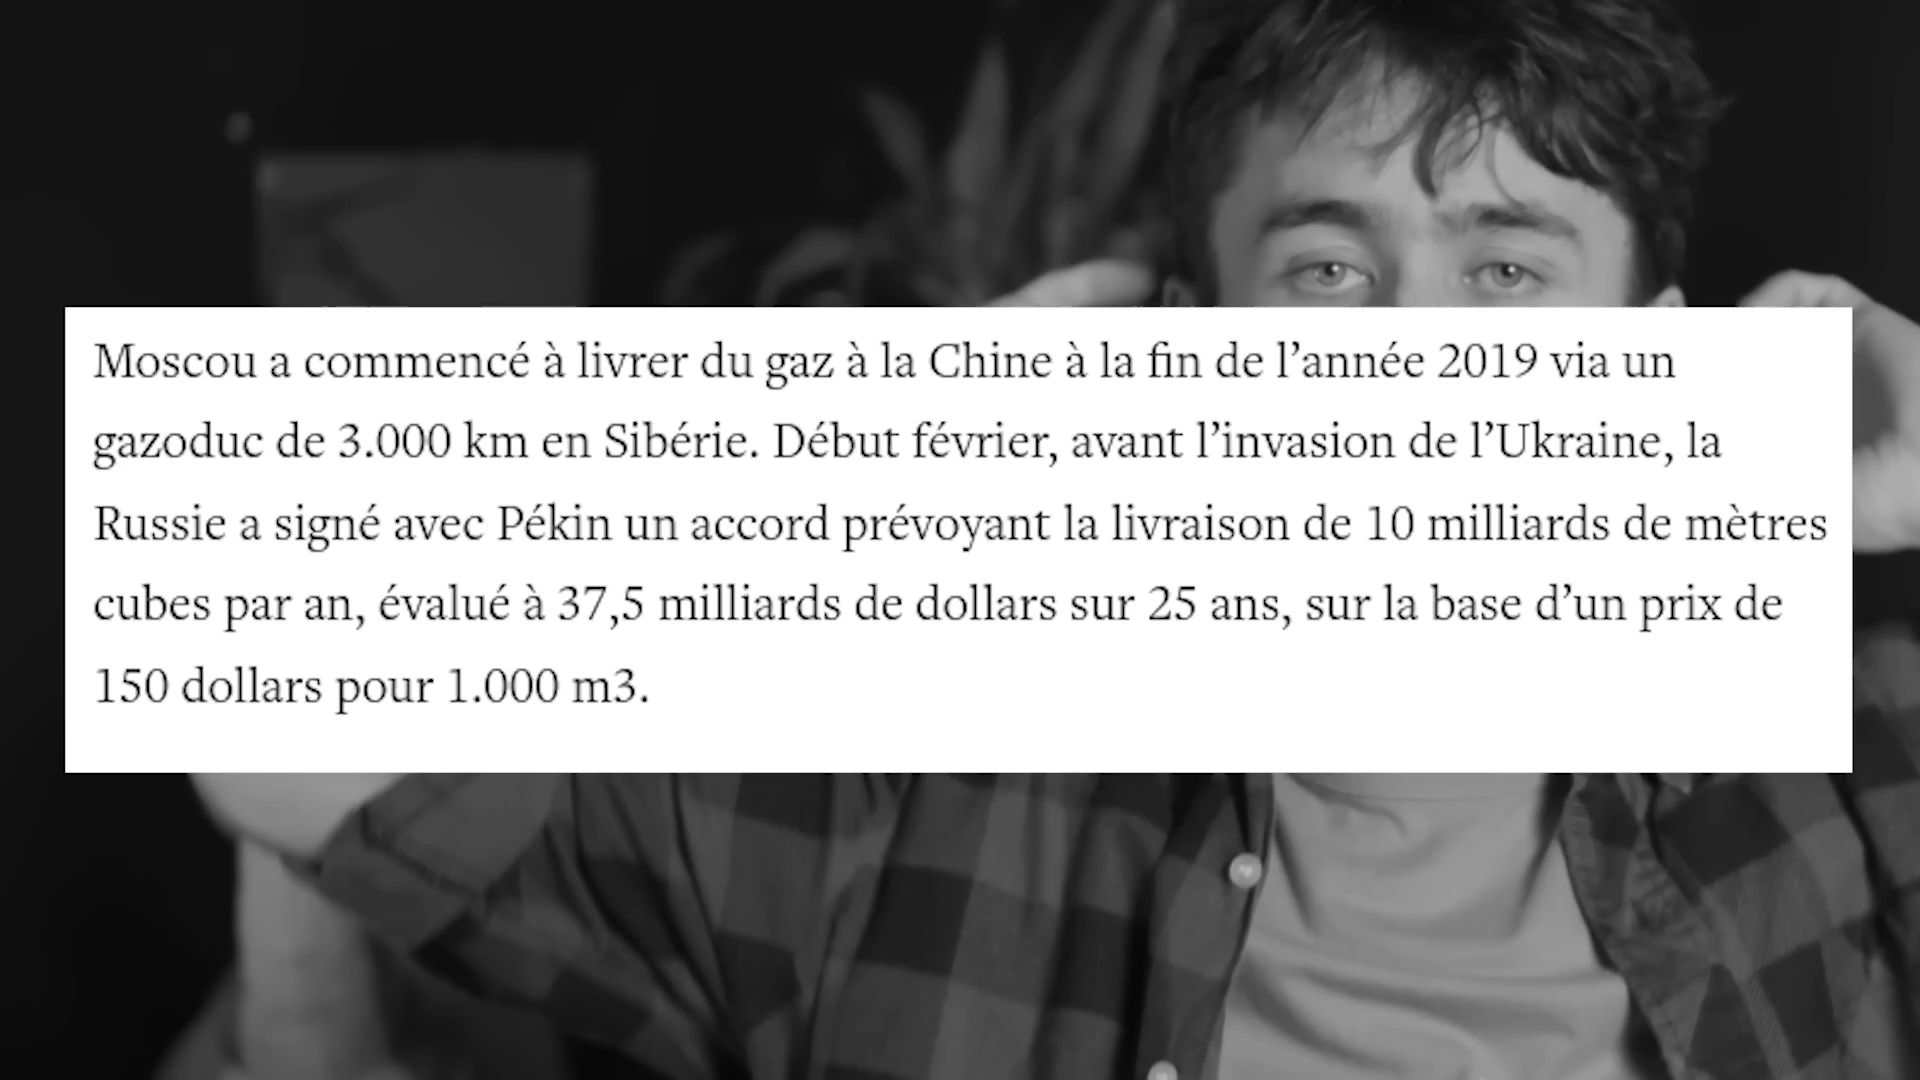 Moscou a commencé à livrer du gaz à la Chine à la fin de l’année 2019 via un
gazoduc de 3.000 km en Sibérie. Début février, avant l’invasion de l’Ukraine, la
Russie a signé avec Pékin un accord prévoyant la livraison de 10 milliards de mètres
cubes par an, évalué à 37,5 milliards de dollars sur 25 ans, sur la base d’un prix de
150 dollars pour 1.000 m3.